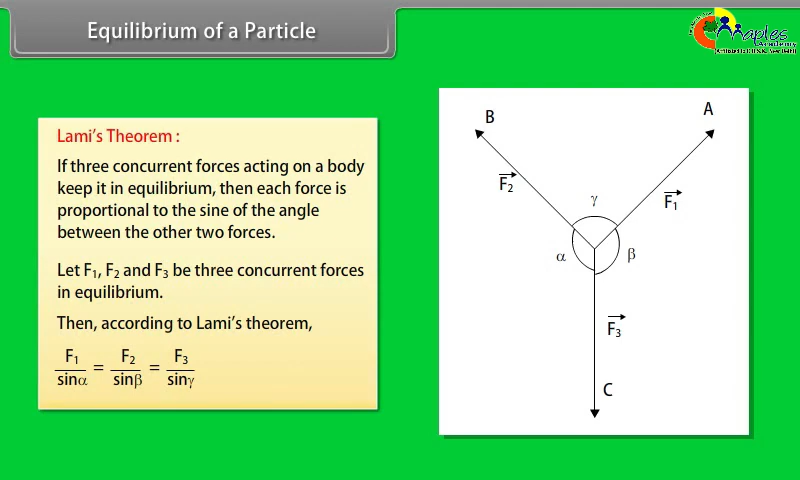 Equilibrium of a Particle
aples
Academy
Lami's Theorem :
If three concurrent forces acting on a body
keep it in equilibrium, then each force is
proportional to the sine of the angle
between the other two forces.
Let F₁, F₂ and F₃ be three concurrent forces
in equilibrium.
Then, according to Lami's theorem,
F₁/sinα = F₂/sinβ = F₃/sinγ
B
A
F₂
γ
F₁
α
β
F₃
C